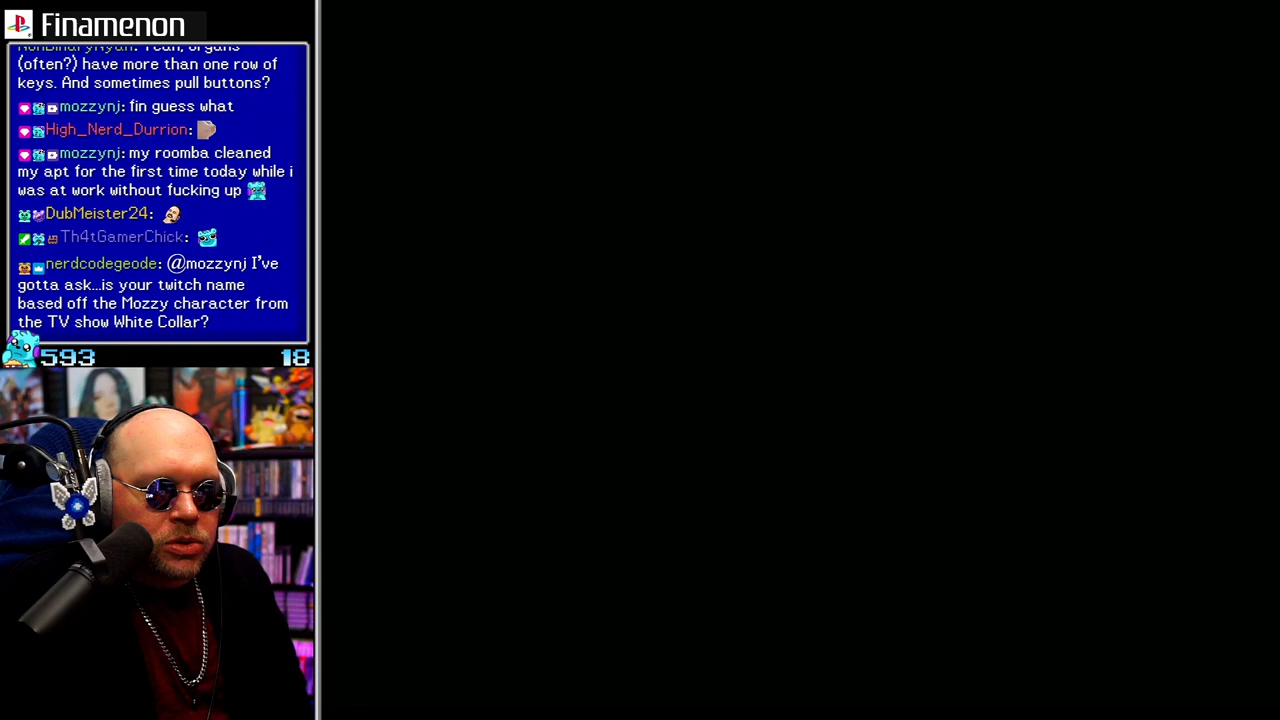 Finamenon
NonBinaryNyan: Yeah, organs
(often?) have more than one row of
keys. And sometimes pull buttons?
mozzynj: fin guess what
High_Nerd_Durrion:
mozzynj: my roomba cleaned
my apt for the first time today while i
was at work without fucking up
DubMeister24:
Th4tGamerChick:
nerdcodegeode: @mozzynj I've
gotta ask...is your twitch name
based off the Mozzy character from
the TV show White Collar?
593 18